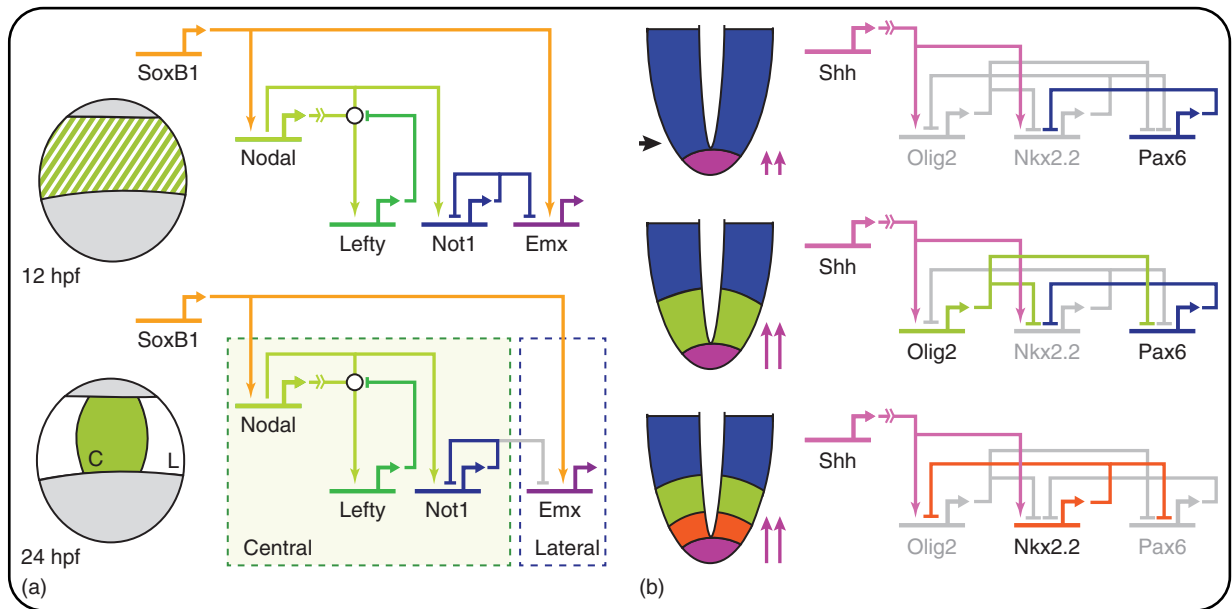 SoxB1
Nodal
Lefty
Not1
Emx
12 hpf
SoxB1
Nodal
Lefty
Not1
Emx
C
L
24 hpf
Central
Lateral
(a)
Shh
Olig2
Nkx2.2
Pax6
Shh
Olig2
Nkx2.2
Pax6
Shh
Olig2
Nkx2.2
Pax6
(b)